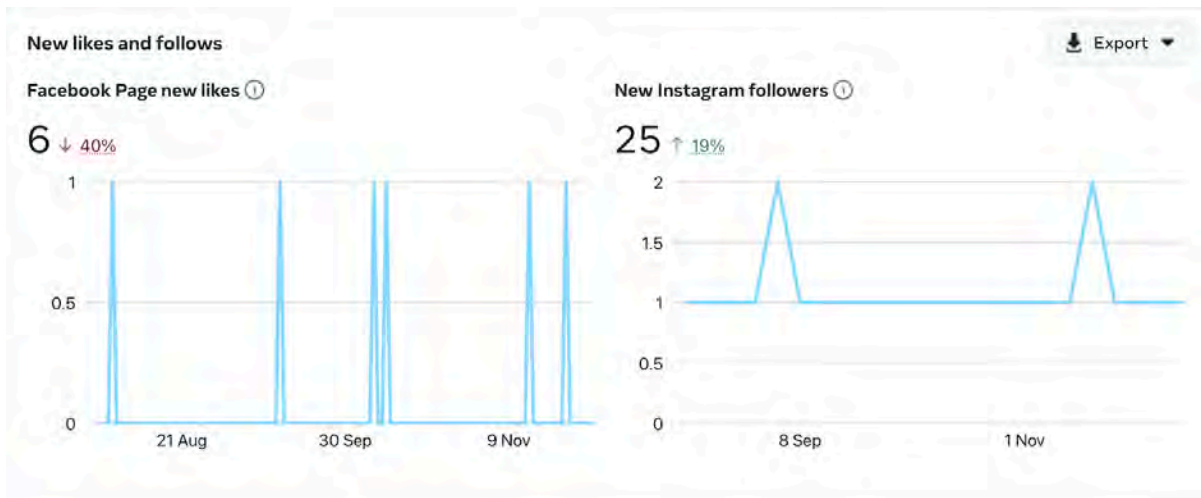 New likes and follows
Export
Facebook Page new likes
6 ↓ 40%
1
0.5
0
21 Aug 30 Sep 9 Nov
New Instagram followers
25 ↑ 19%
2
1.5
1
0.5
0
8 Sep 1 Nov